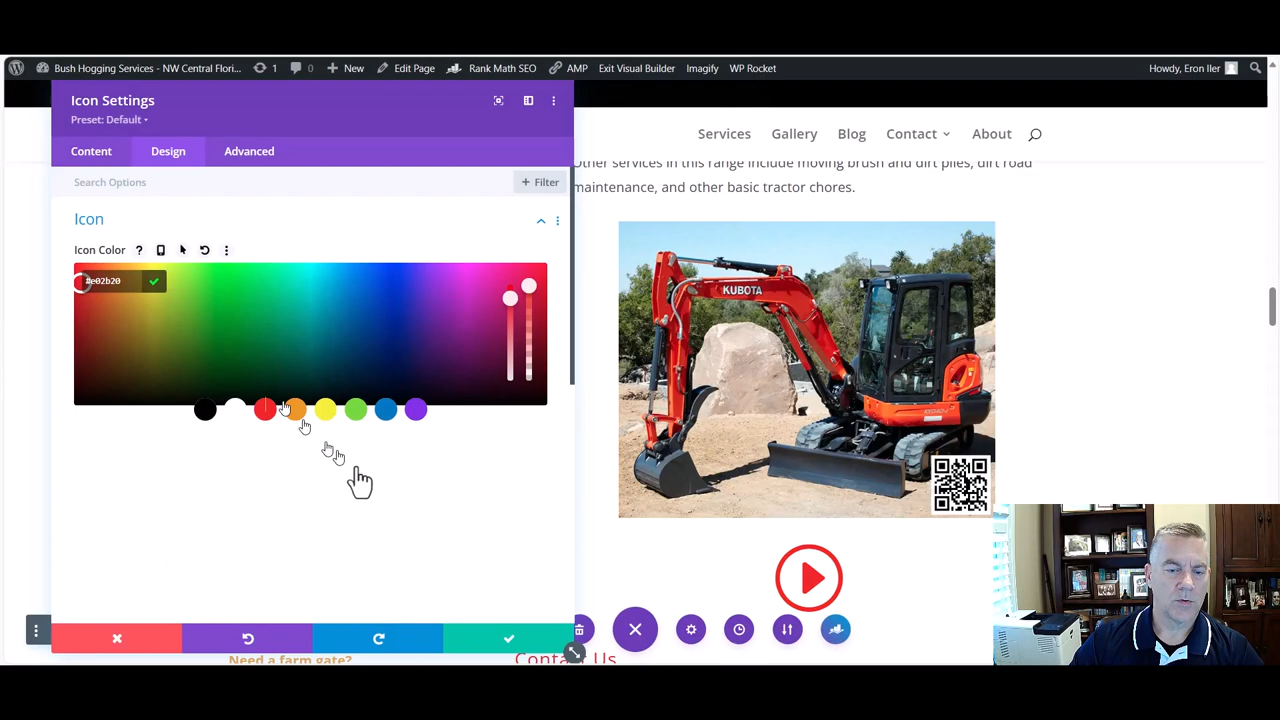 Bush Hogging Services - NW Central Flori... 1 0 New Edit Page Rank Math SEO AMP Exit Visual Builder Imagify WP Rocket Howdy, Eron Iler
Icon Settings
Preset: Default
Services Gallery Blog Contact About
Content Design Advanced
Other services in this range include moving brush and dirt piles, dirt road
maintenance, and other basic tractor chores.
Search Options
+ Filter
Icon
Icon Color ?
#e02b20
KUBOTA
Need a farm gate?
Contact Us